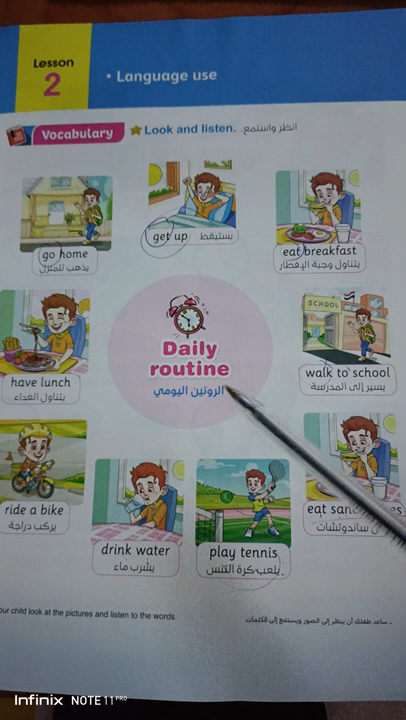 Lesson
2
• Language use
Vocabulary
Look and listen. انظر واستمع.
go home
يذهب للمنزل
get up يستيقظ
eat breakfast
يتناول وجبة الإفطار
have lunch
يتناول الغداء
Daily
routine
الروتين اليومي
SCHOOL
walk to school
يسير إلى المدرسة
ride a bike
يركب دراجة
drink water
يشرب ماء
play tennis
يلعب كرة التنس.
eat
ساندوتشات
your child look at the pictures and listen to the words.
- ساعد طفلك أن ينظر إلى الصور ويستمع إلى الكلمات.
Infinix NOTE 11 PRO